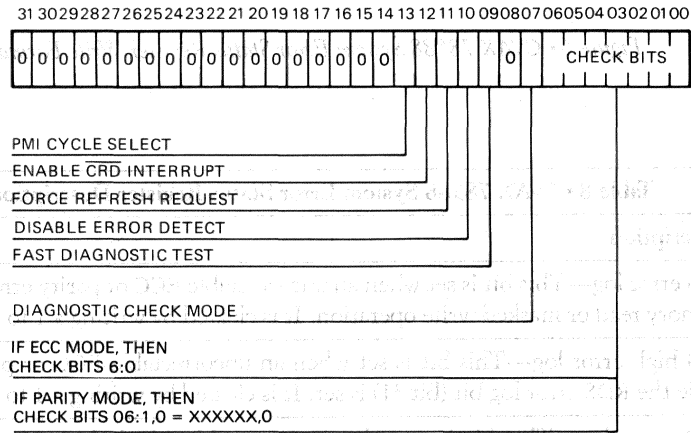 31 30 29 28 27 26 25 24 23 22 21 20 19 18 17 16 15 14 13 12 11 10 09 08 07 06 05 04 03 02 01 00
0 0 0 0 0 0 0 0 0 0 0 0 0 0 0 0 0 0 0 CHECK BITS
PMI CYCLE SELECT
ENABLE CRD INTERRUPT
FORCE REFRESH REQUEST
DISABLE ERROR DETECT
FAST DIAGNOSTIC TEST
DIAGNOSTIC CHECK MODE
IF ECC MODE, THEN
CHECK BITS 6:0
IF PARITY MODE, THEN
CHECK BITS 06:1,0 = XXXXXX,0